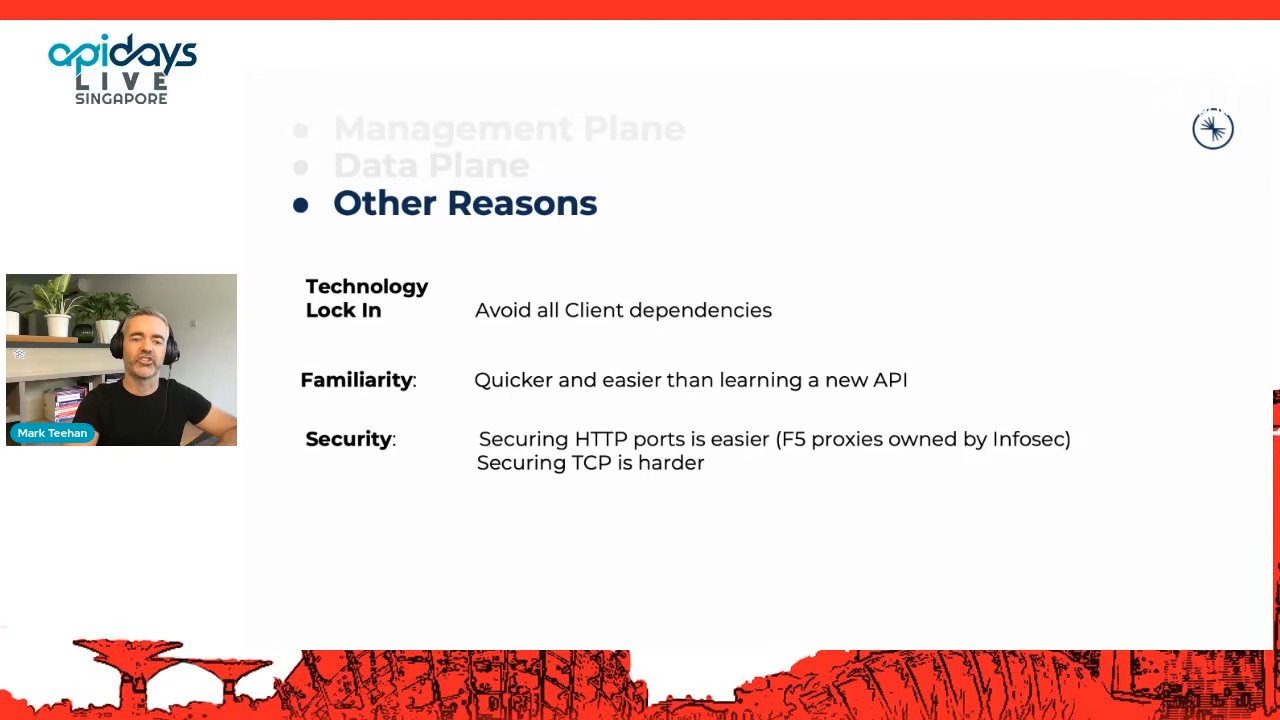 apidays
LIVE
SINGAPORE
● Management Plane
● Data Plane
● Other Reasons
Technology
Lock In Avoid all Client dependencies
Familiarity: Quicker and easier than learning a new API
Security: Securing HTTP ports is easier (F5 proxies owned by Infosec)
Securing TCP is harder
Mark Teehan